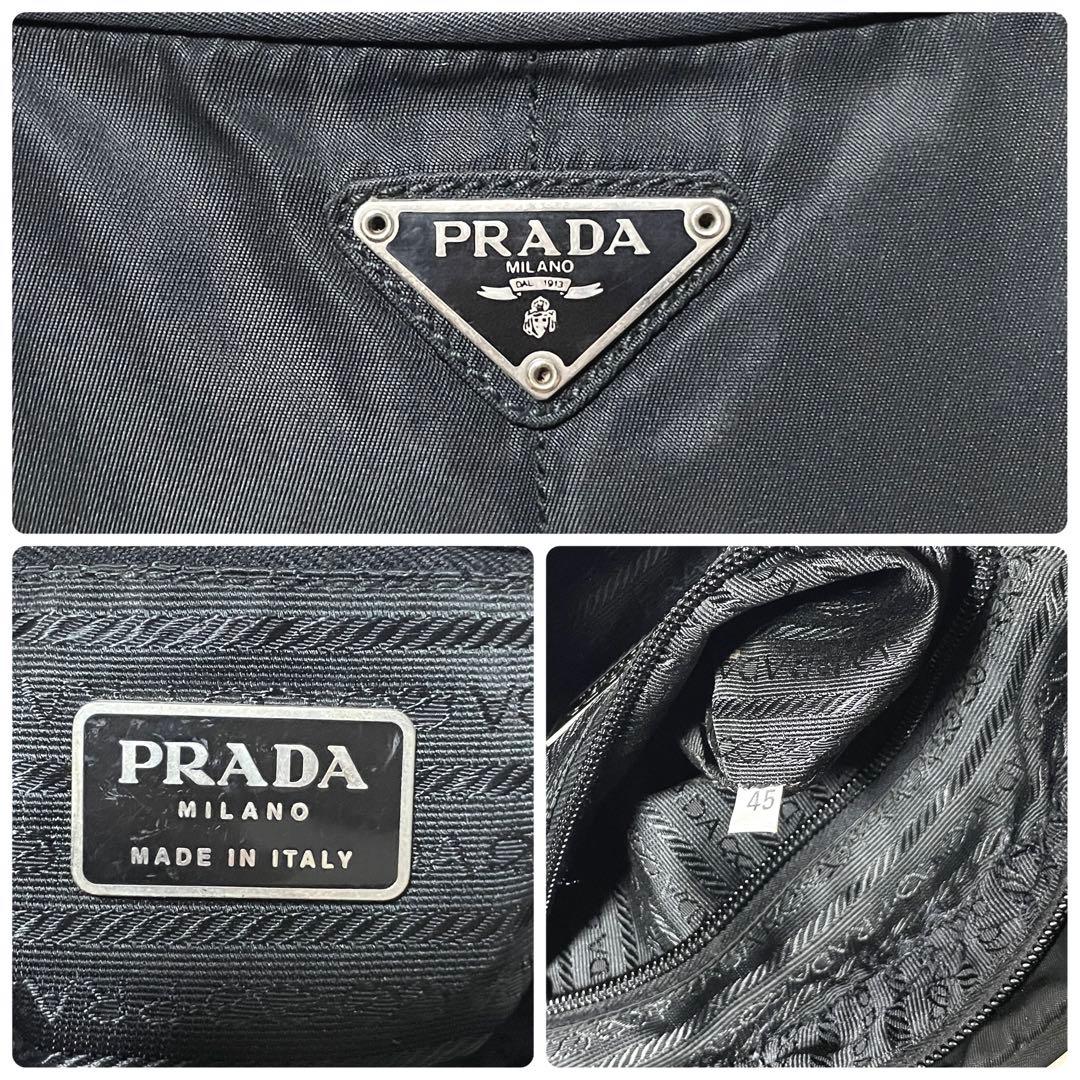 PRADA
MILANO
DAL 1913
PRADA
MILANO
MADE IN ITALY
45